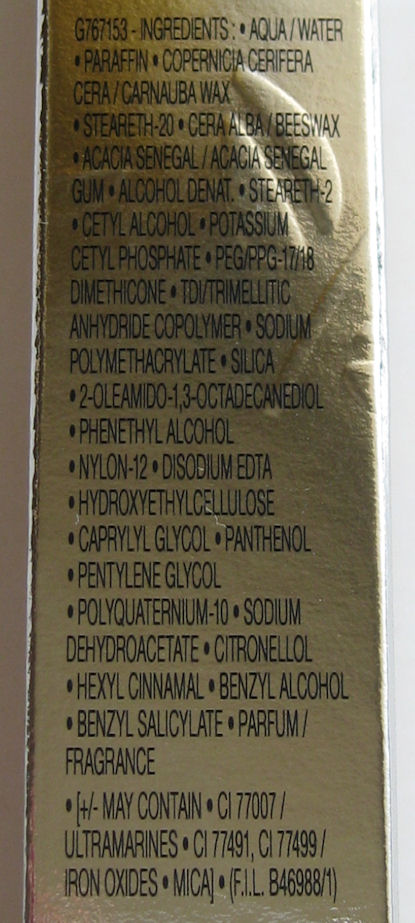 G767153 - INGREDIENTS : • AQUA / WATER
• PARAFFIN • COPERNICIA CERIFERA
CERA / CARNAUBA WAX
• STEARETH-20 • CERA ALBA / BEESWAX
• ACACIA SENEGAL / ACACIA SENEGAL
GUM • ALCOHOL DENAT. • STEARETH-2
• CETYL ALCOHOL • POTASSIUM
CETYL PHOSPHATE • PEG/PPG-17/18
DIMETHICONE • TDI/TRIMELLITIC
ANHYDRIDE COPOLYMER • SODIUM
POLYMETHACRYLATE • SILICA
• 2-OLEAMIDO-1,3-OCTADECANEDIOL
• PHENETHYL ALCOHOL
• NYLON-12 • DISODIUM EDTA
• HYDROXYETHYLCELLULOSE
• CAPRYLYL GLYCOL • PANTHENOL
• PENTYLENE GLYCOL
• POLYQUATERNIUM-10 • SODIUM
DEHYDROACETATE • CITRONELLOL
• HEXYL CINNAMAL • BENZYL ALCOHOL
• BENZYL SALICYLATE • PARFUM /
FRAGRANCE
• [+/- MAY CONTAIN • CI 77007 /
ULTRAMARINES • CI 77491, CI 77499 /
IRON OXIDES • MICA] • (F.I.L. B46988/1)